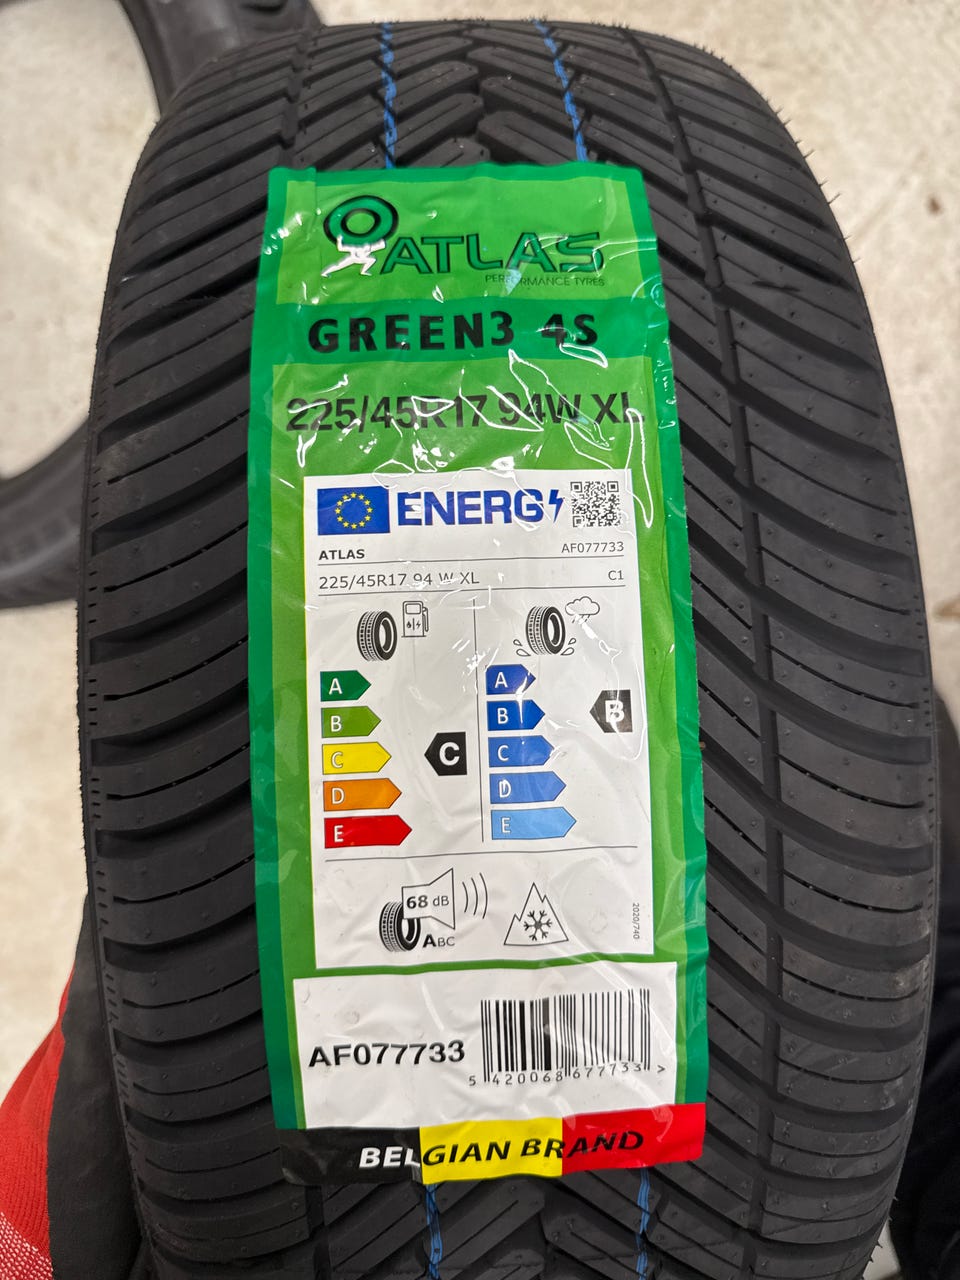 ATLAS
PERFORMANCE TYRES
GREEN3 4S
225/45R17 94W XL
ENERG
ATLAS AF077733
225/45R17 94 W XL C1
A A
B B B
C C C
D D
E E
68 dB
ABC
2020/740
AF077733
5 420068 677733 >
BELGIAN BRAND